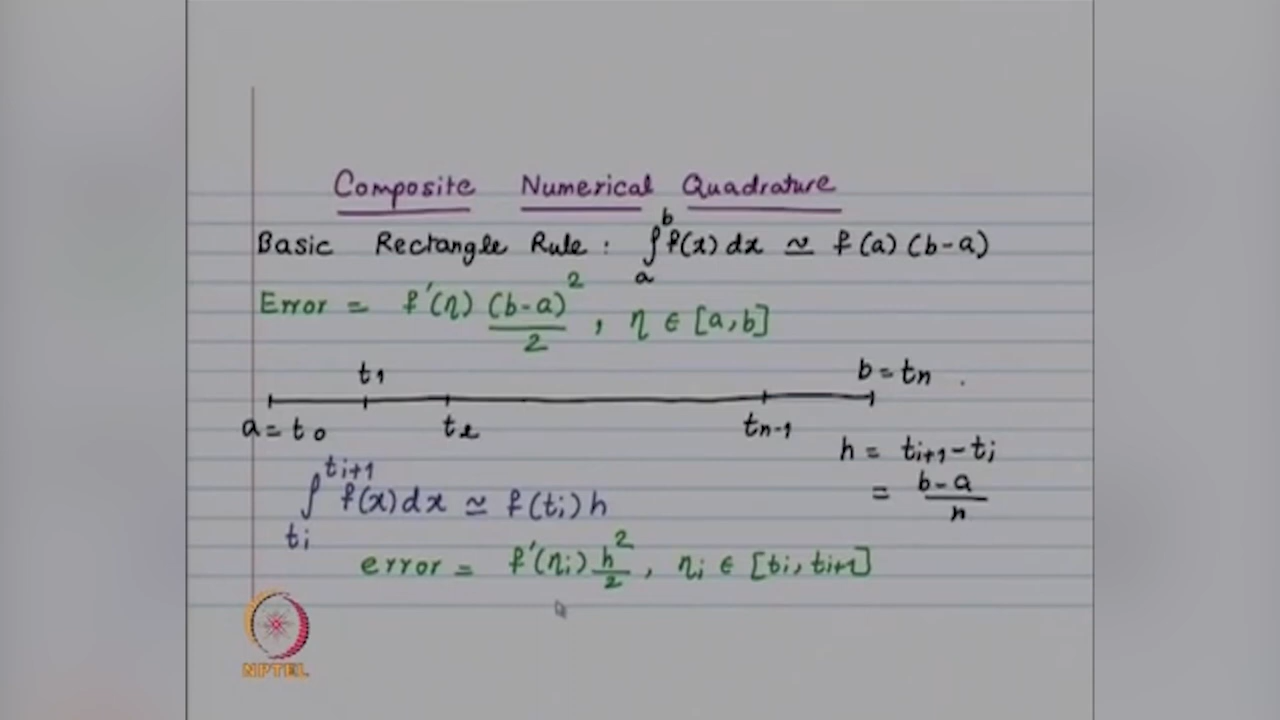 Composite Numerical Quadrature
Basic Rectangle Rule : ∫_a^b f(x) dx ≃ f(a) (b-a)
Error = f'(η) (b-a)^2/2 , η ∈ [a,b]
t1 b = tn .
a = t0 t2 tn-1
h = ti+1 - ti
= (b-a)/n
∫_ti^ti+1 f(x)dx ≃ f(ti) h
error = f'(ηi) h^2/2 , ηi ∈ [ti, ti+1]
NPTEL